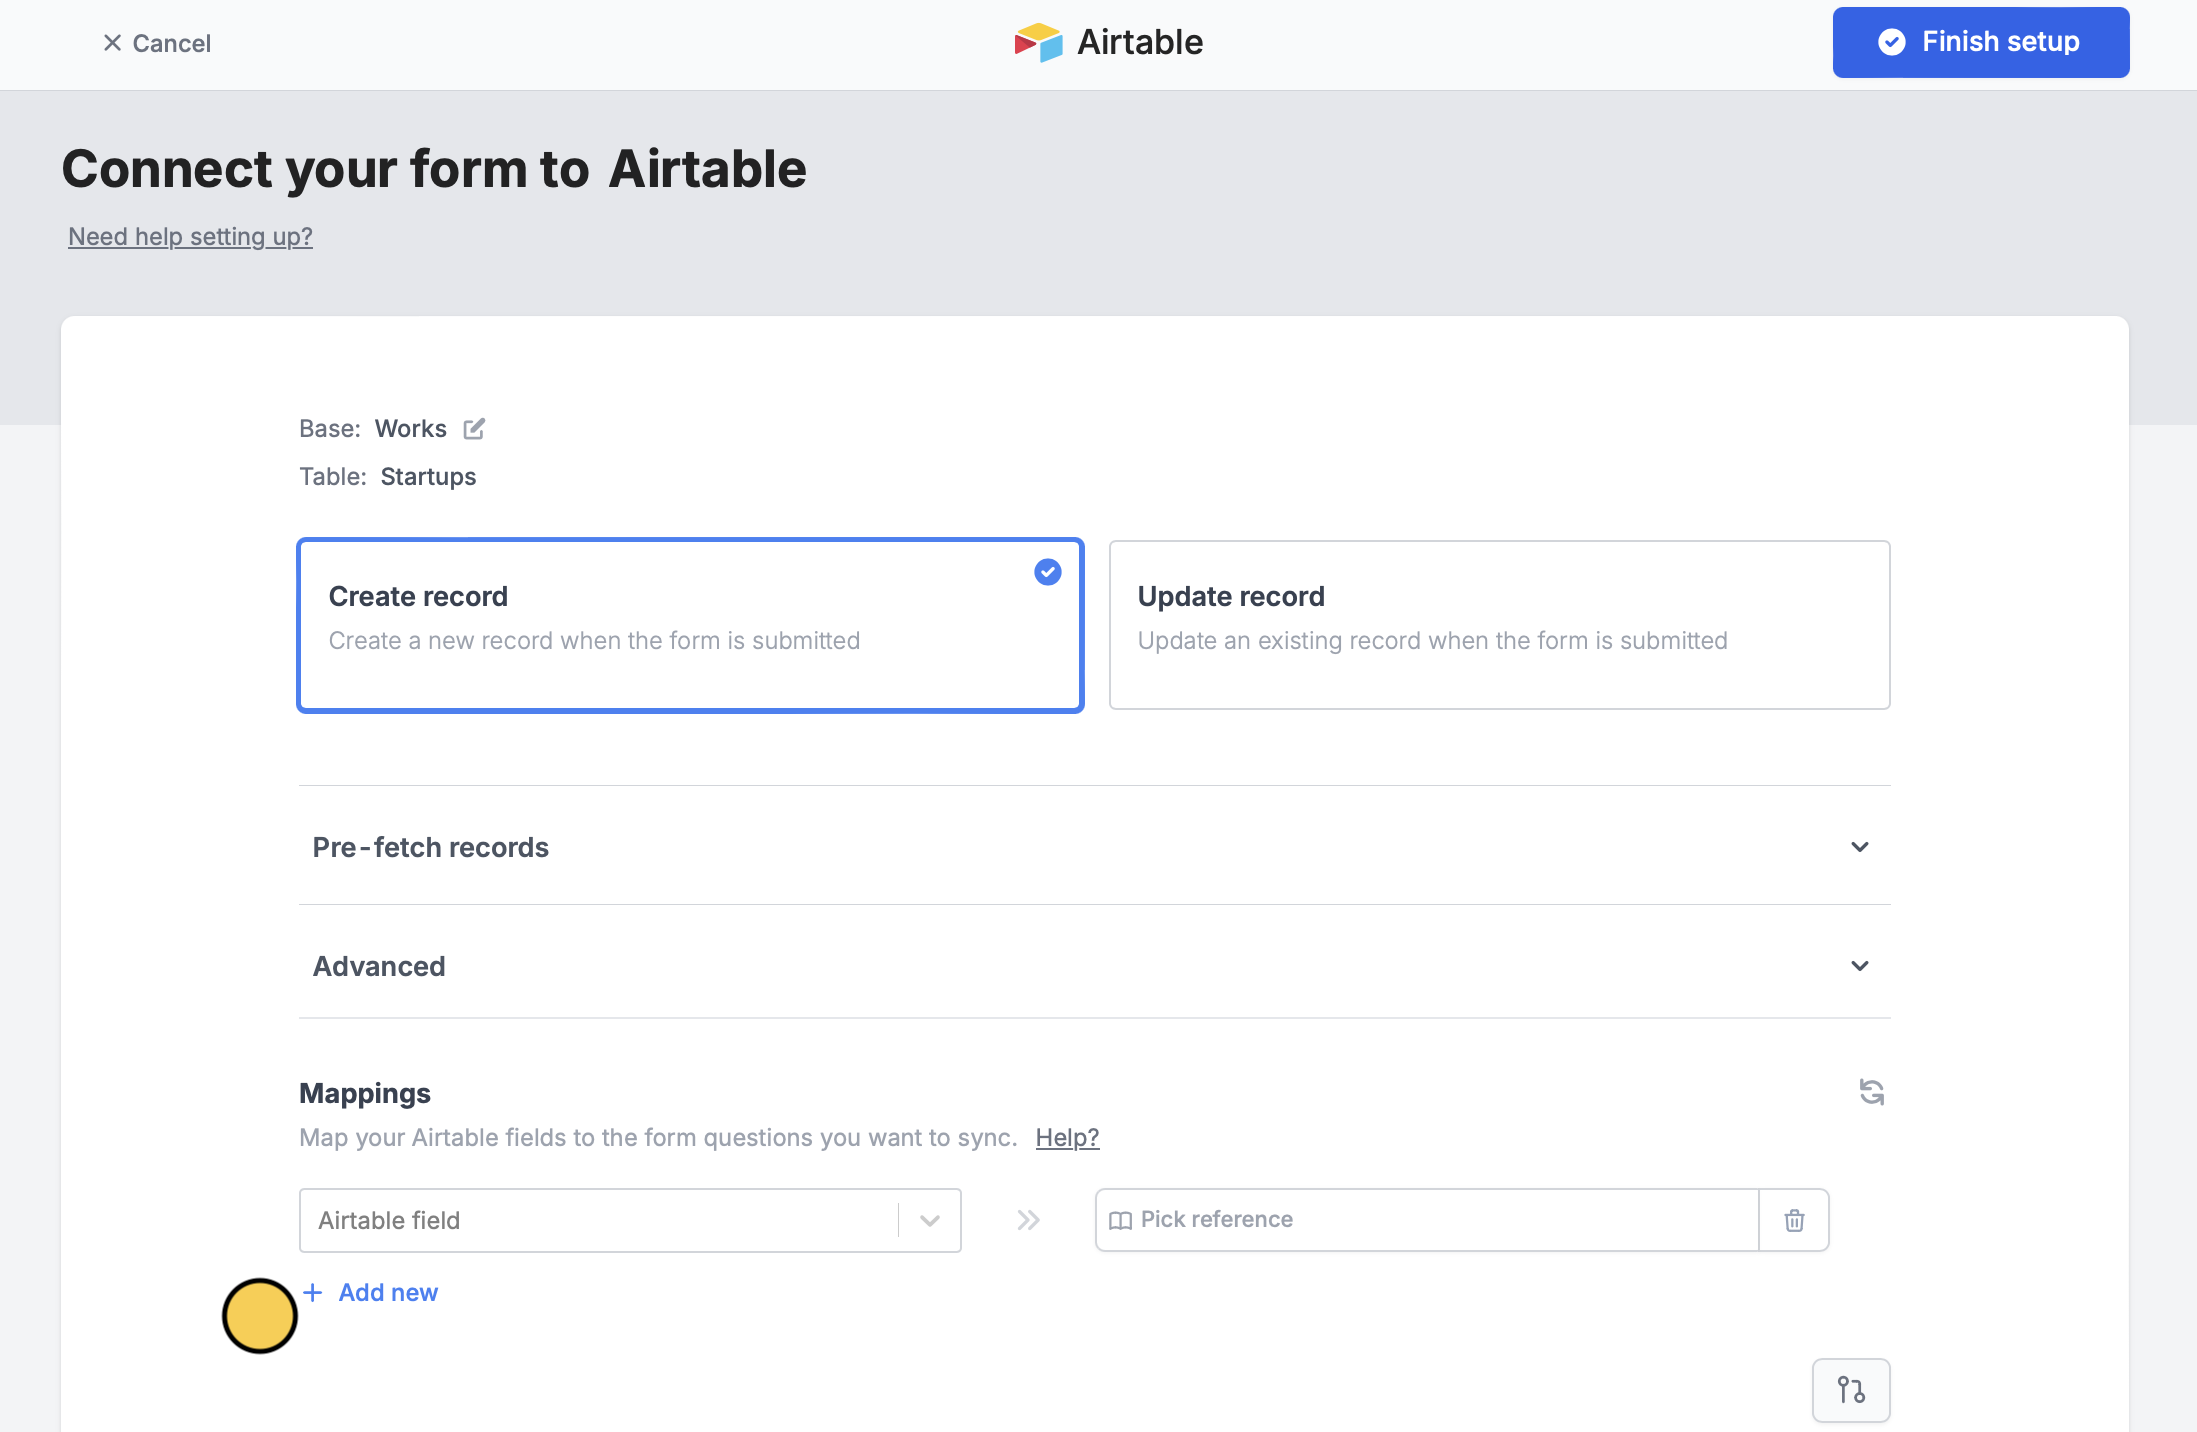 Cancel
Airtable
Finish setup
Connect your form to Airtable
Need help setting up?
Base: Works
Table: Startups
Create record
Create a new record when the form is submitted
Update record
Update an existing record when the form is submitted
Pre-fetch records
Advanced
Mappings
Map your Airtable fields to the form questions you want to sync. Help?
Airtable field
Pick reference
+ Add new